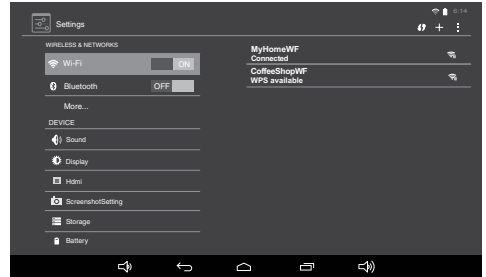 6:14
Settings
WIRELESS & NETWORKS
Wi-Fi ON
Bluetooth OFF
More...
DEVICE
Sound
Display
Hdmi
ScreenshotSetting
Storage
Battery
MyHomeWF
Connected
CoffeeShopWF
WPS available